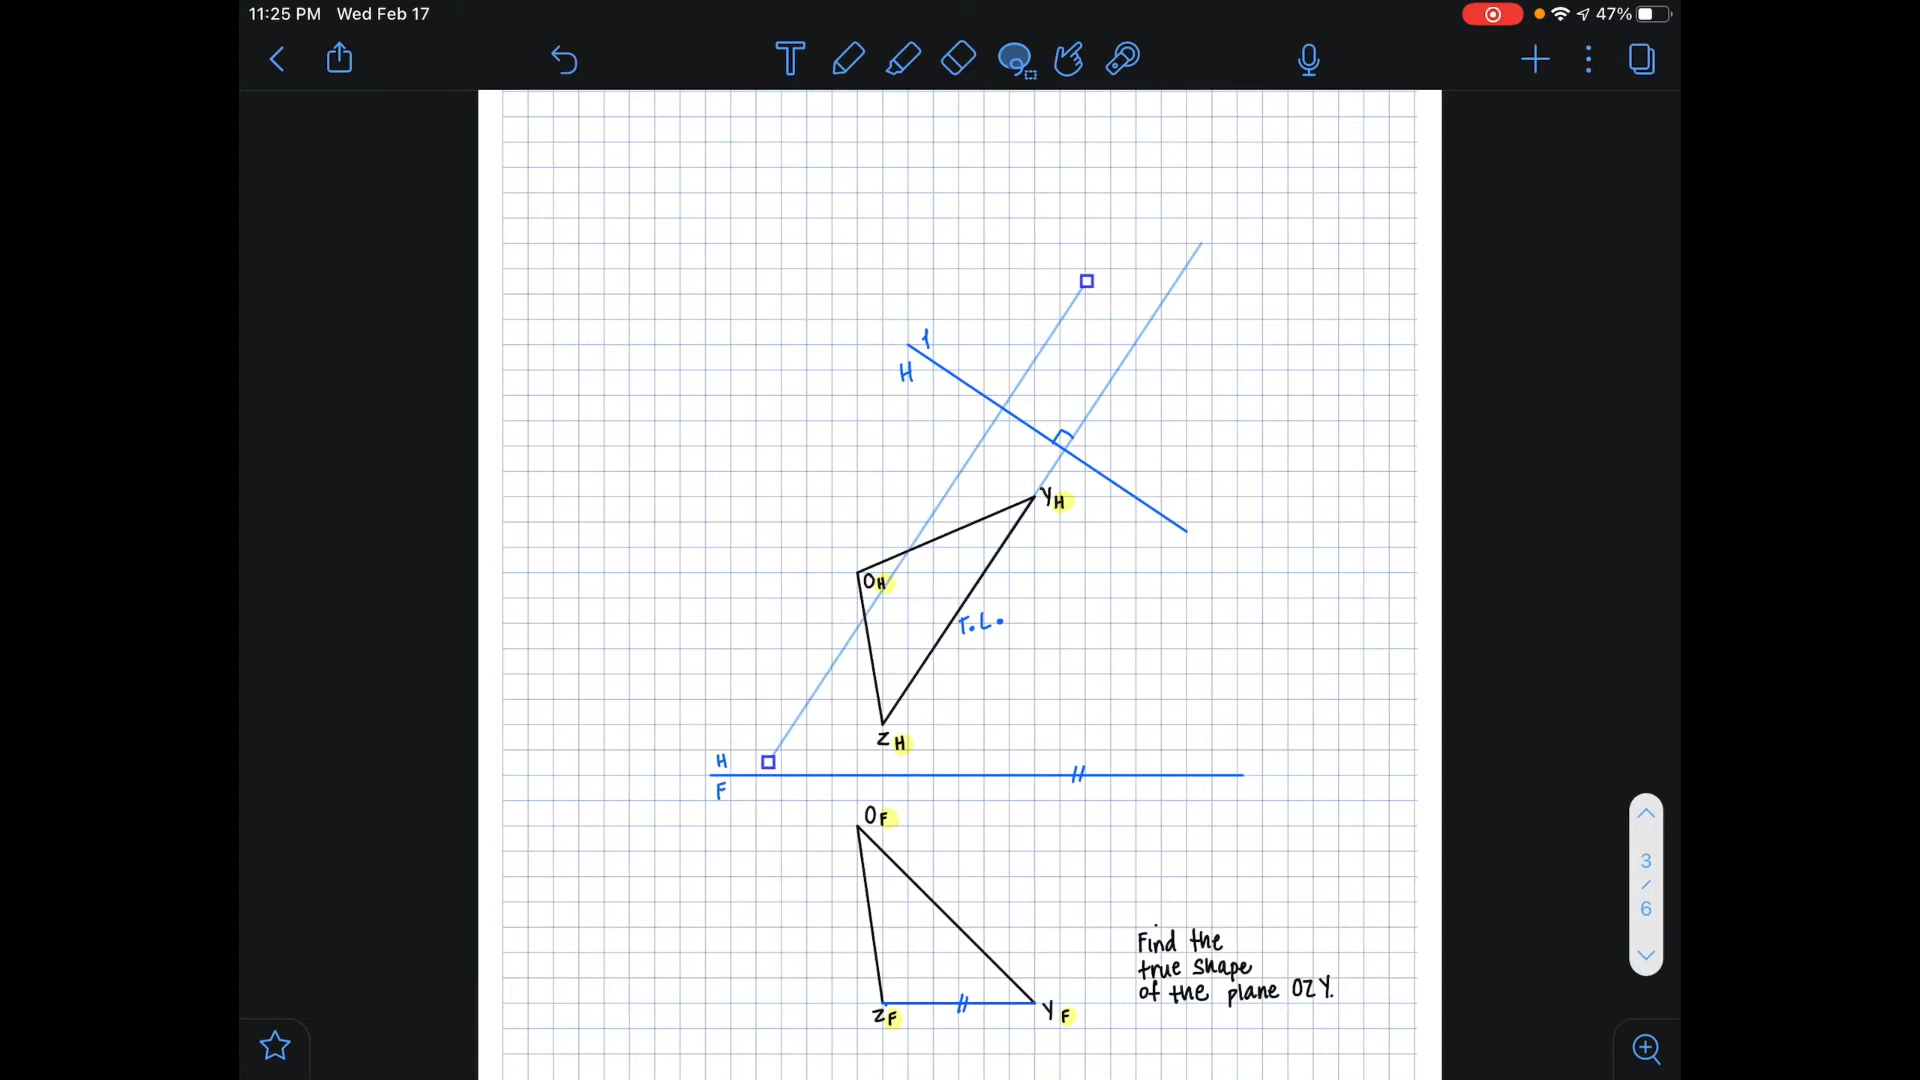 11:25 PM Wed Feb 17
47%
T
1
H
YH
OH
T.L.
ZH
H
F
OF
ZF
YF
Find the
true shape
of the plane OZY.
3
/
6